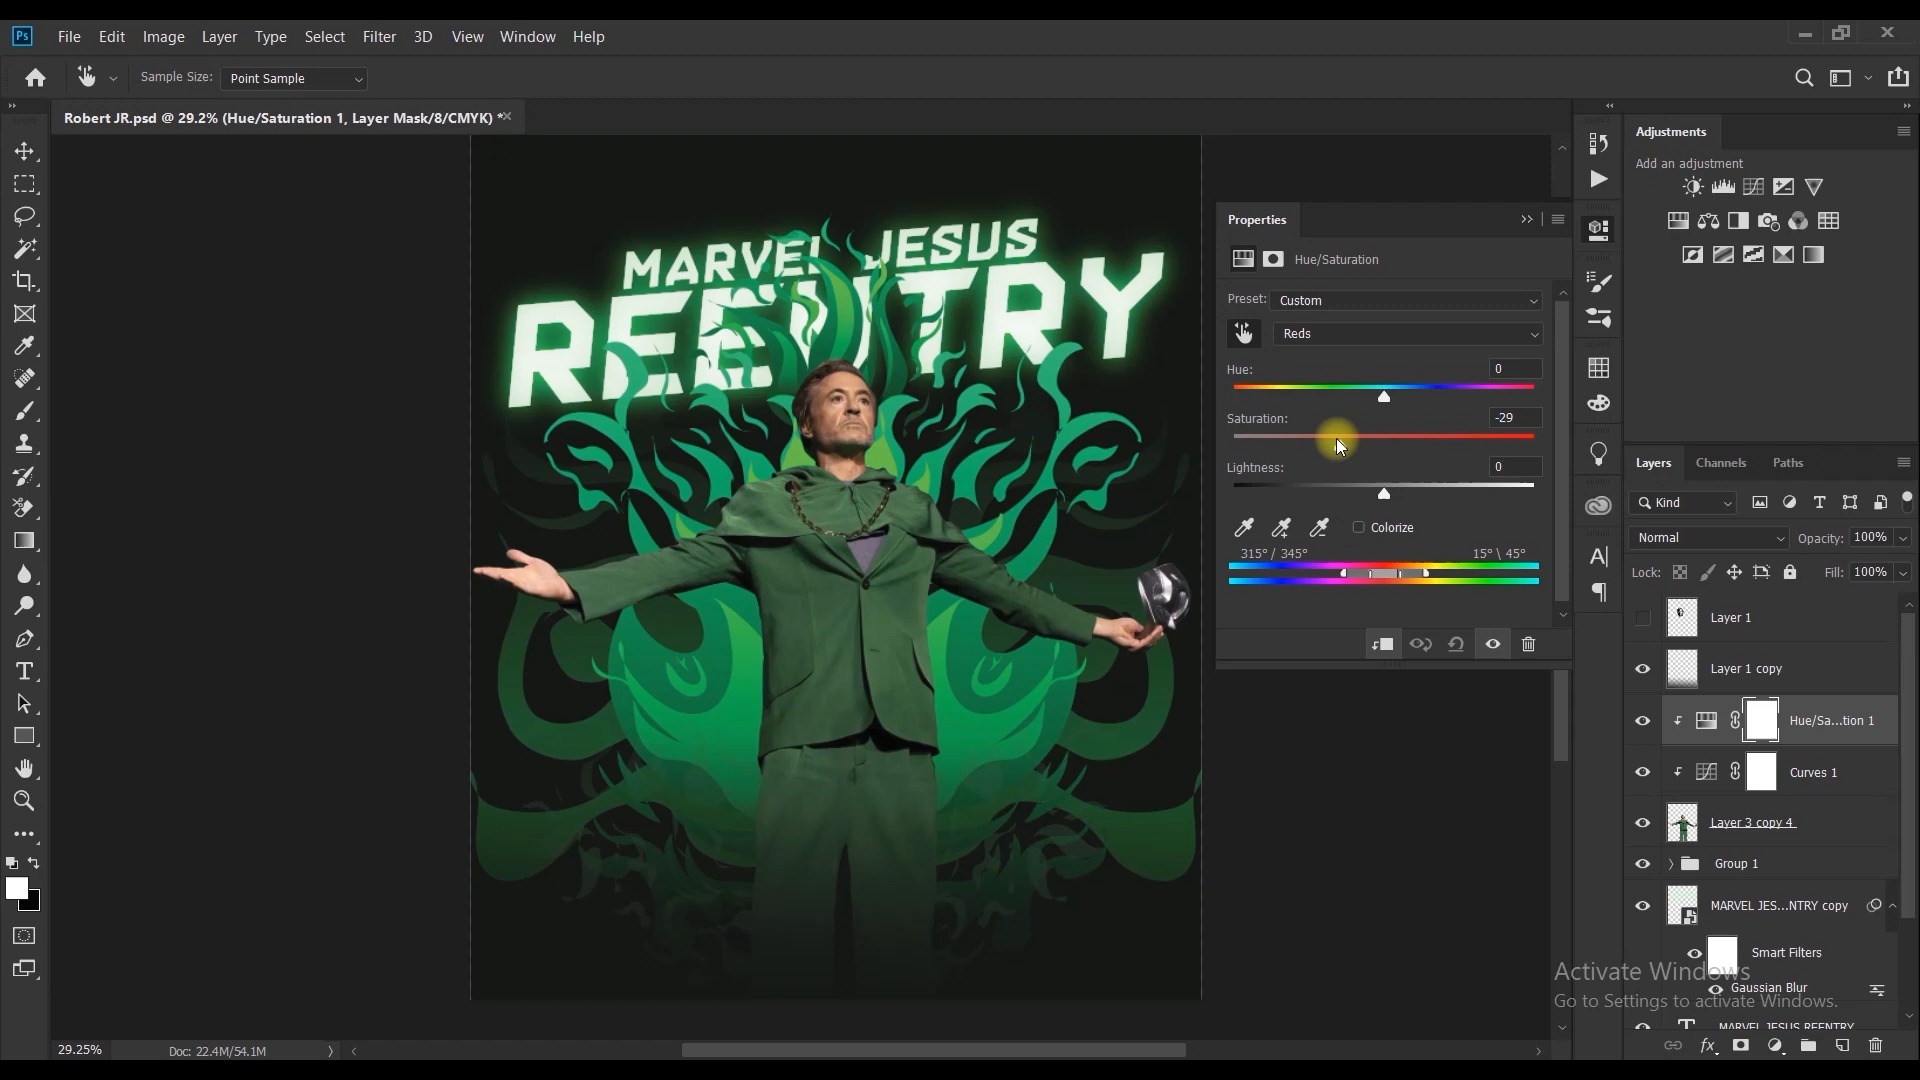 Ps File Edit Image Layer Type Select Filter 3D View Window Help
Sample Size: Point Sample
Robert JR.psd @ 29.2% (Hue/Saturation 1, Layer Mask/8/CMYK) *
MARVEL JESUS
REENTRY
Properties
Hue/Saturation
Preset: Custom
Reds
Hue: 0
Saturation: -29
Lightness: 0
Colorize
315° / 345° 15° \ 45°
Adjustments
Add an adjustment
Layers Channels Paths
Kind
Normal Opacity: 100%
Lock: Fill: 100%
Layer 1
Layer 1 copy
Hue/Sa...tion 1
Curves 1
Layer 3 copy 4
Group 1
MARVEL JES...NTRY copy
Smart Filters
Gaussian Blur
MARVEL JESUS REENTRY
Activate Windows
Go to Settings to activate Windows.
29.25% Doc: 22.4M/54.1M